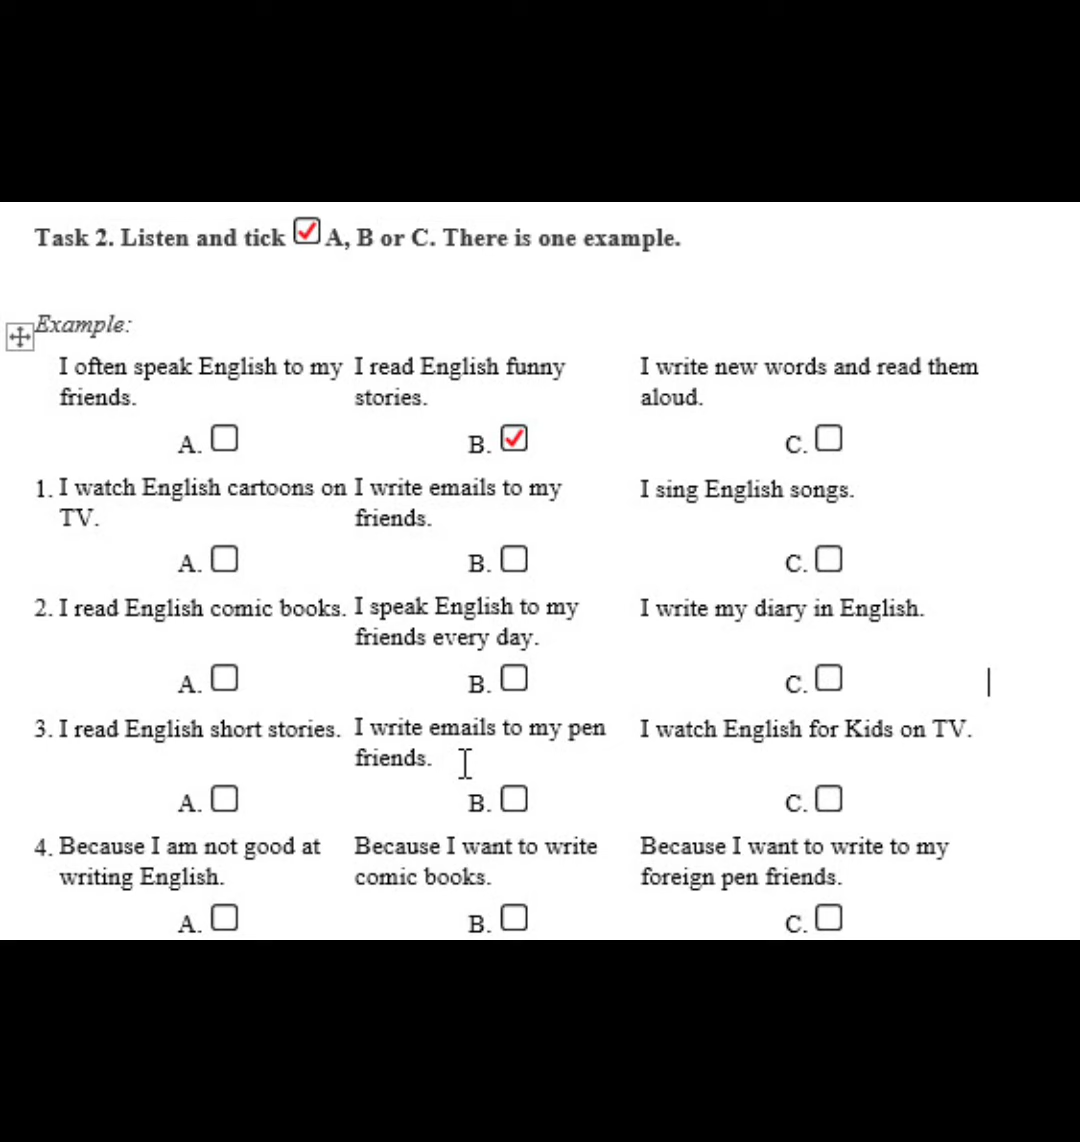 Task 2. Listen and tick A, B or C. There is one example.
Example:
I often speak English to my friends.
I read English funny stories.
I write new words and read them aloud.
A. B. C.
1. I watch English cartoons on TV.
I write emails to my friends.
I sing English songs.
A. B. C.
2. I read English comic books.
I speak English to my friends every day.
I write my diary in English.
A. B. C.
3. I read English short stories.
I write emails to my pen friends.
I watch English for Kids on TV.
A. B. C.
4. Because I am not good at writing English.
Because I want to write comic books.
Because I want to write to my foreign pen friends.
A. B. C.